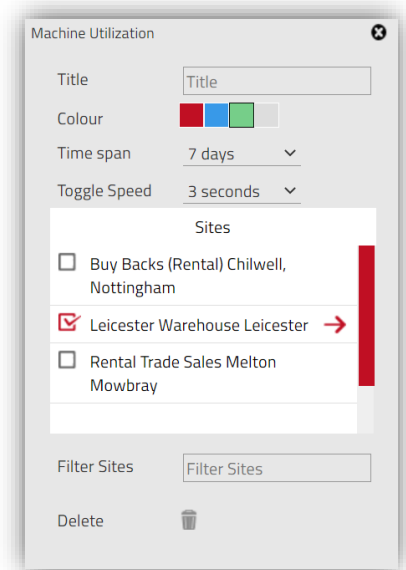 Machine Utilization
Title
Title
Colour
Time span
7 days
Toggle Speed
3 seconds
Sites
Buy Backs (Rental) Chilwell,
Nottingham
Leicester Warehouse Leicester
Rental Trade Sales Melton
Mowbray
Filter Sites
Filter Sites
Delete